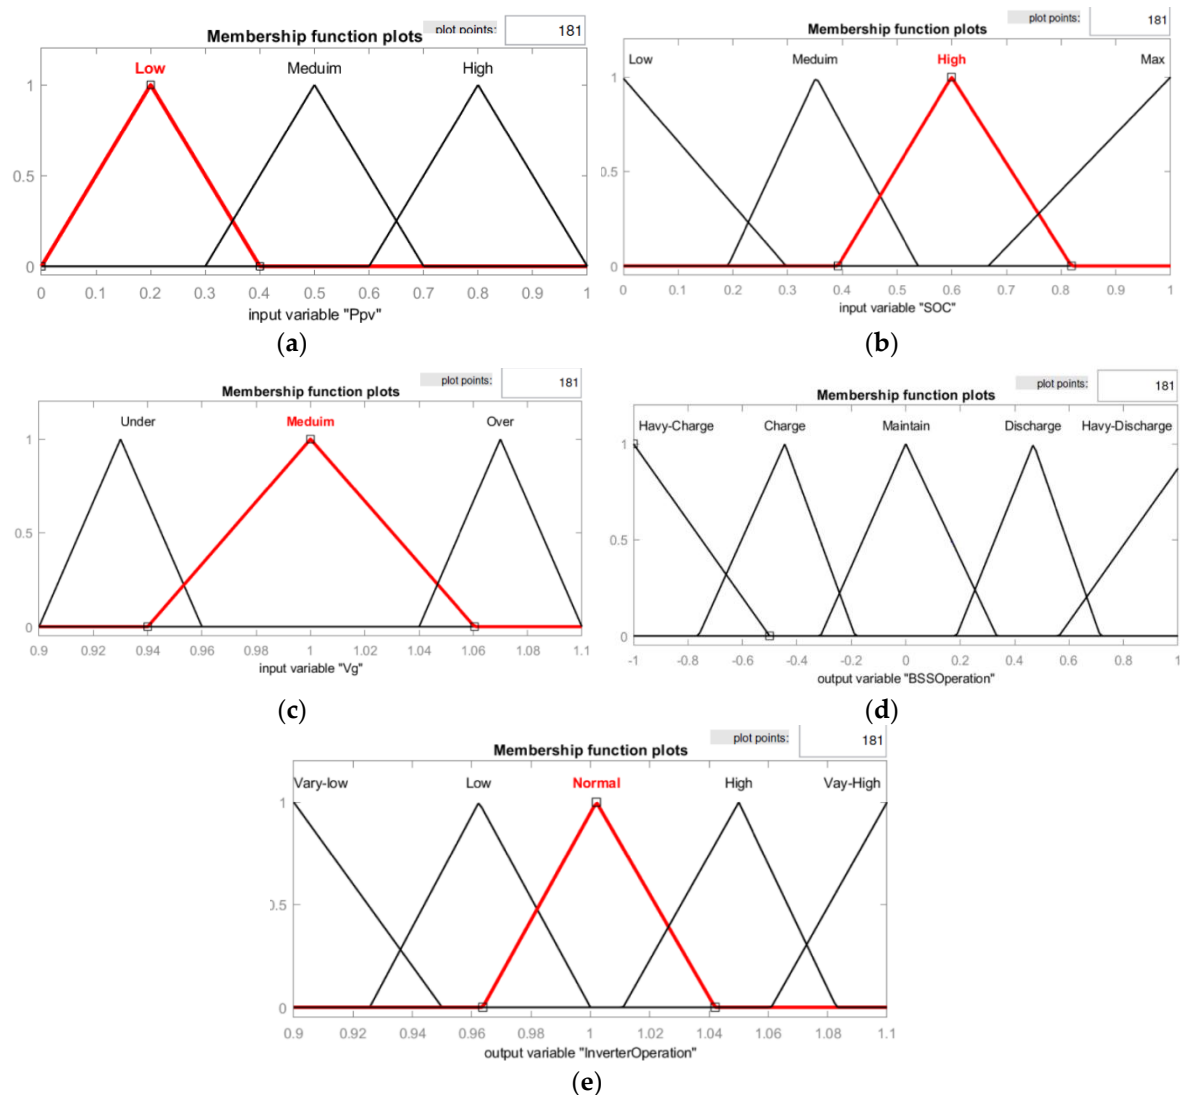 plot points: 181
Membership function plots
Low Meduim High
1
0.5
0
0 0.1 0.2 0.3 0.4 0.5 0.6 0.7 0.8 0.9 1
input variable "Ppv"
(a)
plot points: 181
Membership function plots
Low Meduim High Max
1
0.5
0
0 0.1 0.2 0.3 0.4 0.5 0.6 0.7 0.8 0.9 1
input variable "SOC"
(b)
plot points: 181
Membership function plots
Under Meduim Over
1
0.5
0
0.9 0.92 0.94 0.96 0.98 1 1.02 1.04 1.06 1.08 1.1
input variable "Vg"
(c)
plot points: 181
Membership function plots
Havy-Charge Charge Maintain Discharge Havy-Discharge
1
0.5
0
-1 -0.8 -0.6 -0.4 -0.2 0 0.2 0.4 0.6 0.8 1
output variable "BSSOperation"
(d)
plot points: 181
Membership function plots
Vary-low Low Normal High Vay-High
1
0.5
0
0.9 0.92 0.94 0.96 0.98 1 1.02 1.04 1.06 1.08 1.1
output variable "InverterOperation"
(e)